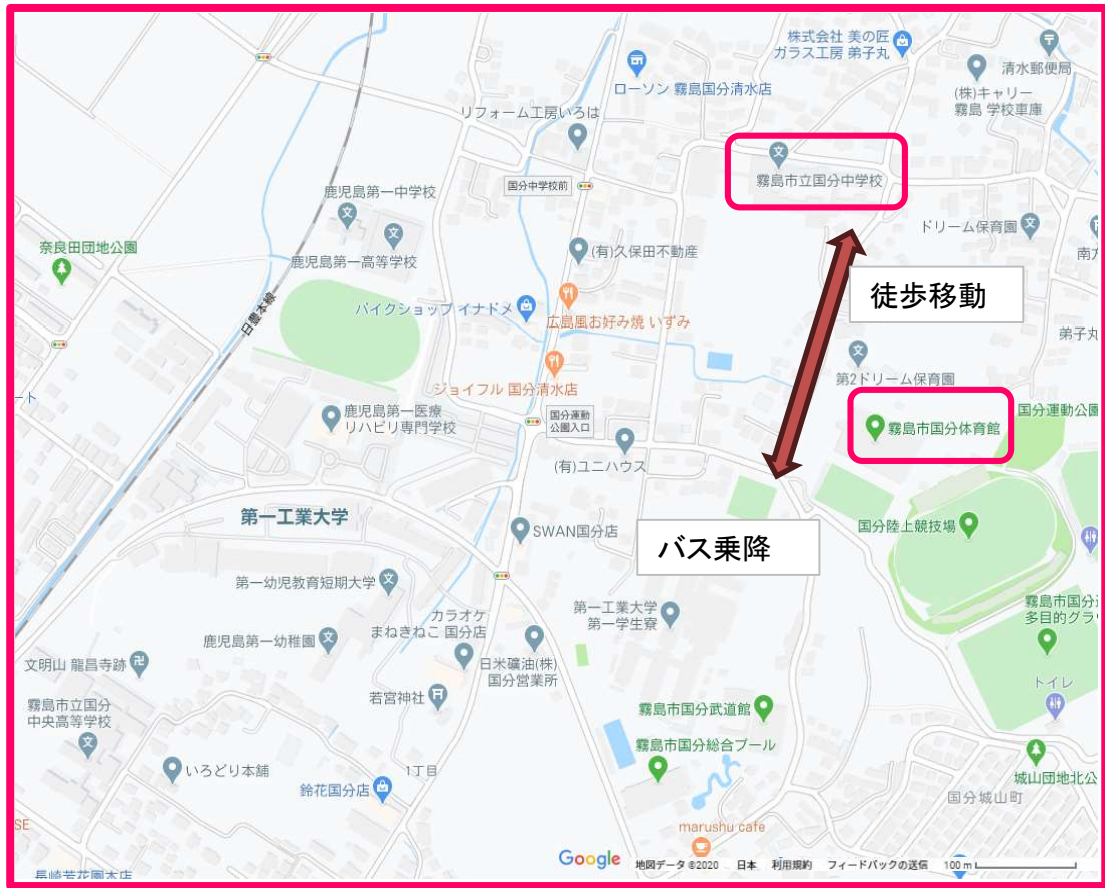 株式会社 美の匠
ガラス工房 弟子丸
清水郵便局
ローソン 霧島国分清水店
(株)キャリー
霧島 学校車庫
リフォーム工房いろは
国分中学校前
霧島市立国分中学校
鹿児島第一中学校
ドリーム保育園
奈良田団地公園
(有)久保田不動産
鹿児島第一高等学校
徒歩移動
バイクショップ イナドメ
日豊本線
広島風お好み焼 いずみ
弟子丸
第2ドリーム保育園
ジョイフル 国分清水店
鹿児島第一医療
リハビリ専門学校
国分運動
公園入口
国分運動公園
霧島市国分体育館
(有)ユニハウス
第一工業大学
SWAN国分店
国分陸上競技場
バス乗降
第一幼児教育短期大学
カラオケ
まねきねこ 国分店
第一工業大学
第一学生寮
霧島市国分運
多目的グラウ
鹿児島第一幼稚園
文明山 龍昌寺跡
日米礦油(株)
国分営業所
トイレ
若宮神社
霧島市立国分
中央高等学校
霧島市国分武道館
霧島市国分総合プール
いろどり本舗
1丁目
城山団地北公
鈴花国分店
国分城山町
marushu cafe
SE
長崎芳花園本店
Google
地図データ ©2020 日本 利用規約 フィードバックの送信 100 m